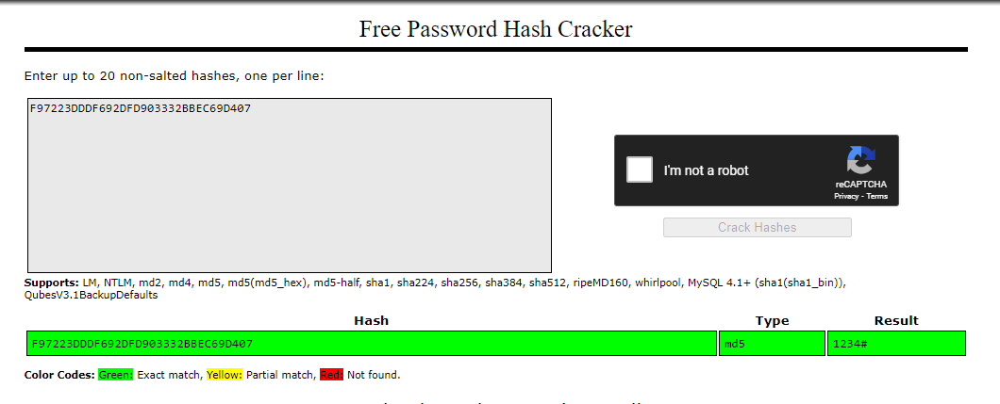 Free Password Hash Cracker
Enter up to 20 non-salted hashes, one per line:
F97223DDDF692DFD903332BBEC69D407
I'm not a robot
reCAPTCHA
Privacy - Terms
Crack Hashes
Supports: LM, NTLM, md2, md4, md5, md5(md5_hex), md5-half, sha1, sha224, sha256, sha384, sha512, ripeMD160, whirlpool, MySQL 4.1+ (sha1(sha1_bin)),
QubesV3.1BackupDefaults
Hash Type Result
F97223DDDF692DFD903332BBEC69D407 md5 1234#
Color Codes: Green: Exact match, Yellow: Partial match, Red: Not found.